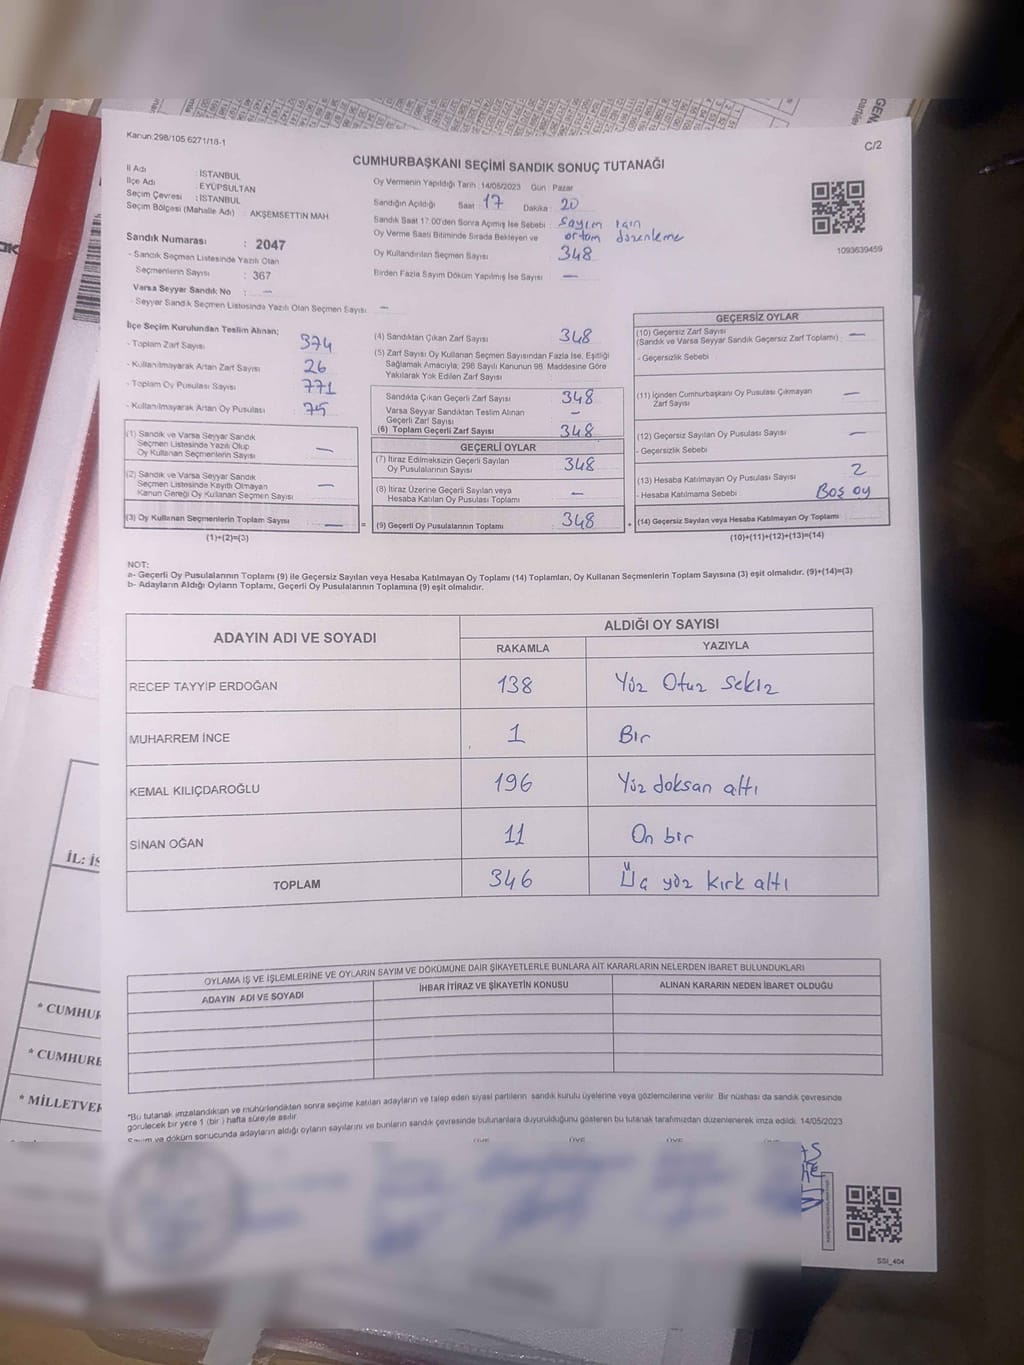 Kanun:298/105 6271/18-1
C/2
CUMHURBAŞKANI SEÇİMİ SANDIK SONUÇ TUTANAĞI
İl Adı : İSTANBUL
İlçe Adı : EYÜPSULTAN
Seçim Çevresi : İSTANBUL
Seçim Bölgesi (Mahalle Adı) : AKŞEMSETTİN MAH
Sandık Numarası : 2047
- Sandık Seçmen Listesinde Yazılı Olan
Seçmenlerin Sayısı : 367
Varsa Seyyar Sandık No : –
- Seyyar Sandık Seçmen Listesinde Yazılı Olan Seçmen Sayısı : –
Oy Vermenin Yapıldığı Tarih : 14/05/2023 Gün : Pazar
Sandığın Açıldığı Saat : 17 Dakika : 20
Sandık Saat 17:00'den Sonra Açımış İse Sebebi : Sayım için
ortam düzenleme
Oy Verme Saati Bitiminde Sırada Bekleyen ve
Oy Kullandırılan Seçmen Sayısı : 348
Birden Fazla Sayım Döküm Yapılmış İse Sayısı : –
1093639459
İlçe Seçim Kurulundan Teslim Alınan;
- Toplam Zarf Sayısı : 374
- Kullanılmayarak Artan Zarf Sayısı : 26
- Toplam Oy Pusulası Sayısı : 771
- Kullanılmayarak Artan Oy Pusulası : 75
(1) Sandık ve Varsa Seyyar Sandık
Seçmen Listesinde Yazılı Olup
Oy Kullanan Seçmenlerin Sayısı : –
(2) Sandık ve Varsa Seyyar Sandık
Seçmen Listesinde Kayıtlı Olmayan
Kanun Gereği Oy Kullanan Seçmen Sayısı : –
(3) Oy Kullanan Seçmenlerin Toplam Sayısı : –
(1)+(2)=(3)
(4) Sandıktan Çıkan Zarf Sayısı : 348
(5) Zarf Sayısı Oy Kullanan Seçmen Sayısından Fazla İse, Eşitliği
Sağlamak Amacıyla; 298 Sayılı Kanunun 98. Maddesine Göre
Yakılarak Yok Edilen Zarf Sayısı :
Sandıkta Çıkan Geçerli Zarf Sayısı : 348
Varsa Seyyar Sandıktan Teslim Alınan
Geçerli Zarf Sayısı : –
(6) Toplam Geçerli Zarf Sayısı : 348
GEÇERLİ OYLAR
(7) İtiraz Edilmeksizin Geçerli Sayılan
Oy Pusulalarının Sayısı : 348
(8) İtiraz Üzerine Geçerli Sayılan veya
Hesaba Katılan Oy Pusulası Toplamı : –
= (9) Geçerli Oy Pusulalarının Toplamı : 348
GEÇERSİZ OYLAR
(10) Geçersiz Zarf Sayısı
(Sandık ve Varsa Seyyar Sandık Geçersiz Zarf Toplamı) : –
- Geçersizlik Sebebi
(11) İçinden Cumhurbaşkanı Oy Pusulası Çıkmayan
Zarf Sayısı : –
(12) Geçersiz Sayılan Oy Pusulası Sayısı : –
- Geçersizlik Sebebi
(13) Hesaba Katılmayan Oy Pusulası Sayısı : 2
- Hesaba Katılmama Sebebi : Boş oy
+ (14) Geçersiz Sayılan veya Hesaba Katılmayan Oy Toplamı :
(10)+(11)+(12)+(13)=(14)
NOT:
a- Geçerli Oy Pusulalarının Toplamı (9) ile Geçersiz Sayılan veya Hesaba Katılmayan Oy Toplamı (14) Toplamları, Oy Kullanan Seçmenlerin Toplam Sayısına (3) eşit olmalıdır. (9)+(14)=(3)
b- Adayların Aldığı Oyların Toplamı, Geçerli Oy Pusulalarının Toplamına (9) eşit olmalıdır.
ADAYIN ADI VE SOYADI
ALDIĞI OY SAYISI
RAKAMLA YAZIYLA
RECEP TAYYİP ERDOĞAN 138 Yüz Otuz Sekiz
MUHARREM İNCE 1 Bir
KEMAL KILIÇDAROĞLU 196 Yüz doksan altı
SİNAN OĞAN 11 On bir
TOPLAM 346 Üç yüz kırk altı
OYLAMA İŞ VE İŞLEMLERİNE VE OYLARIN SAYIM VE DÖKÜMÜNE DAİR ŞİKAYETLERLE BUNLARA AİT KARARLARIN NELERDEN İBARET BULUNDUKLARI
ADAYIN ADI VE SOYADI İHBAR İTİRAZ VE ŞİKAYETİN KONUSU ALINAN KARARIN NEDEN İBARET OLDUĞU
*Bu tutanak imzalandıktan ve mühürlendikten sonra seçime katılan adayların ve talep eden siyasi partilerin sandık kurulu üyelerine veya gözlemcilerine verilir. Bir nüshası da sandık çevresinde
görülecek bir yere 1 (bir) hafta süreyle asılır.
Sayım ve döküm sonucunda adayların aldığı oyların sayılarını ve bunların sandık çevresinde bulunanlara duyurulduğunu gösteren bu tutanak tarafımızdan düzenlenerek imza edildi. 14/05/2023
SSI_404
İL: İS
* CUMHUR
* CUMHURB
* MİLLETVEK